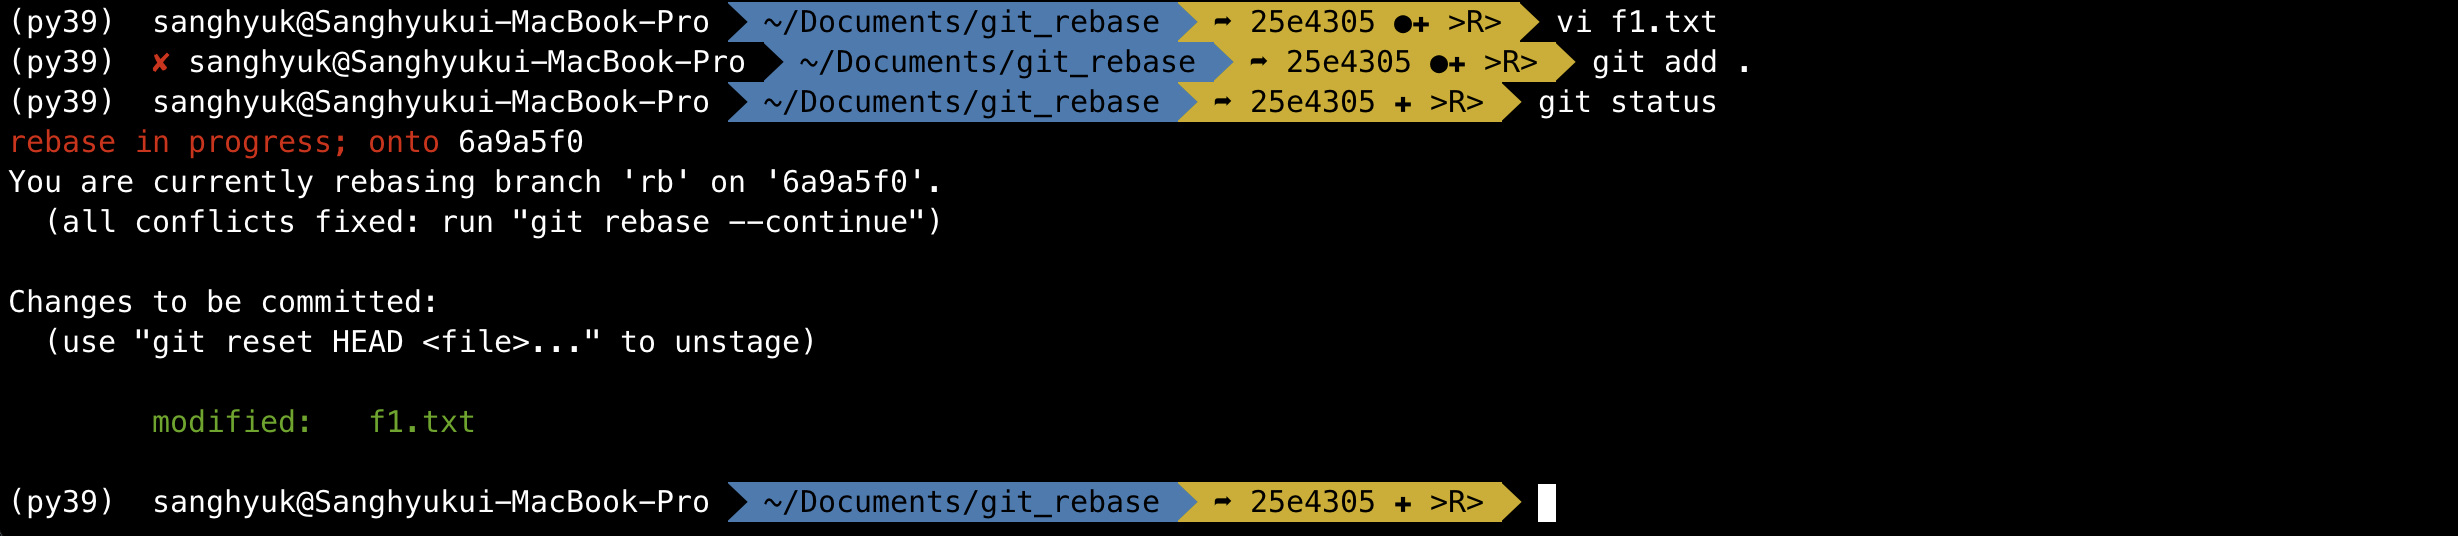 (py39)  sanghyuk@Sanghyukui-MacBook-Pro  ~/Documents/git_rebase  ➦ 25e4305 ●✚ >R>  vi f1.txt
(py39)  ✘ sanghyuk@Sanghyukui-MacBook-Pro  ~/Documents/git_rebase  ➦ 25e4305 ●✚ >R>  git add .
(py39)  sanghyuk@Sanghyukui-MacBook-Pro  ~/Documents/git_rebase  ➦ 25e4305 ✚ >R>  git status
rebase in progress; onto 6a9a5f0
You are currently rebasing branch 'rb' on '6a9a5f0'.
  (all conflicts fixed: run "git rebase --continue")

Changes to be committed:
  (use "git reset HEAD <file>..." to unstage)

        modified:   f1.txt

(py39)  sanghyuk@Sanghyukui-MacBook-Pro  ~/Documents/git_rebase  ➦ 25e4305 ✚ >R>